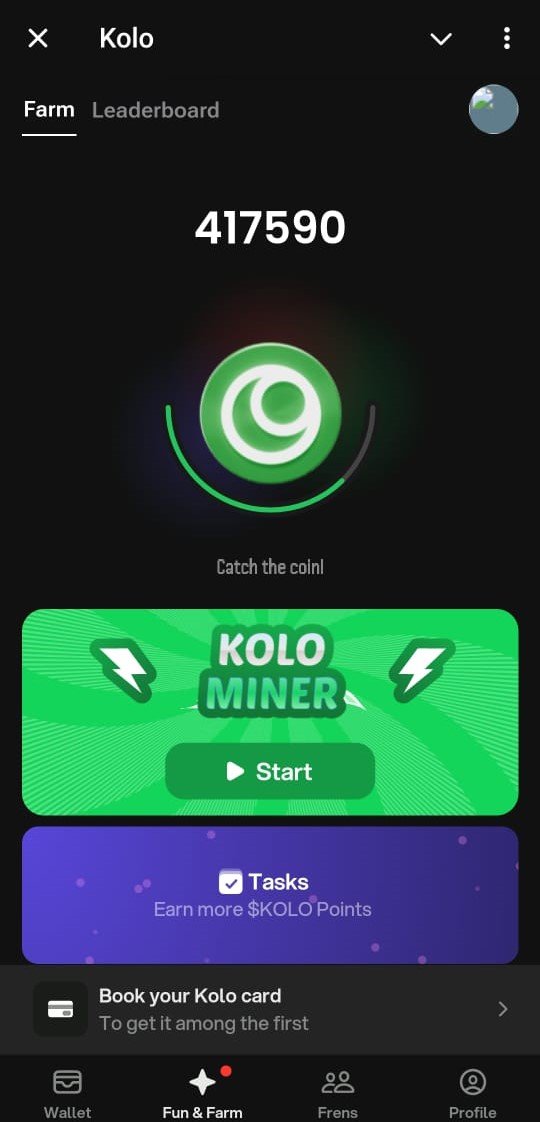 Kolo
Farm Leaderboard
417590
Catch the coin!
KOLO
MINER
Start
Tasks
Earn more $KOLO Points
Book your Kolo card
To get it among the first
Wallet Fun & Farm Frens Profile